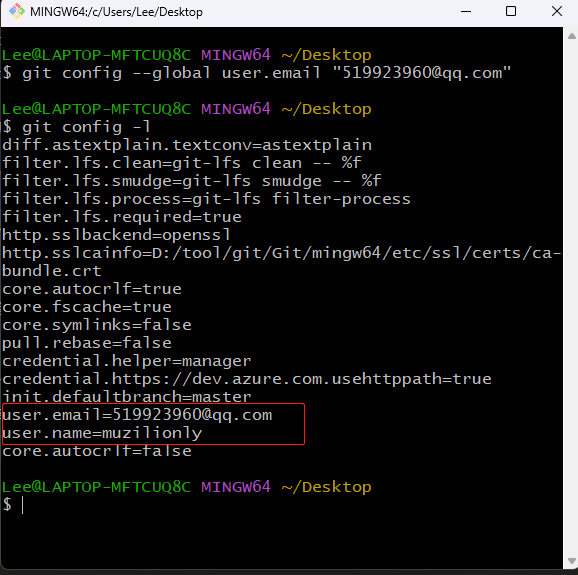 MINGW64:/c/Users/Lee/Desktop
Lee@LAPTOP-MFTCUQ8C MINGW64 ~/Desktop
$ git config --global user.email "519923960@qq.com"
Lee@LAPTOP-MFTCUQ8C MINGW64 ~/Desktop
$ git config -l
diff.astextplain.textconv=astextplain
filter.lfs.clean=git-lfs clean -- %f
filter.lfs.smudge=git-lfs smudge -- %f
filter.lfs.process=git-lfs filter-process
filter.lfs.required=true
http.sslbackend=openssl
http.sslcainfo=D:/tool/git/Git/mingw64/etc/ssl/certs/ca-
bundle.crt
core.autocrlf=true
core.fscache=true
core.symlinks=false
pull.rebase=false
credential.helper=manager
credential.https://dev.azure.com.usehttppath=true
init.defaultbranch=master
user.email=519923960@qq.com
user.name=muzilionly
core.autocrlf=false
Lee@LAPTOP-MFTCUQ8C MINGW64 ~/Desktop
$